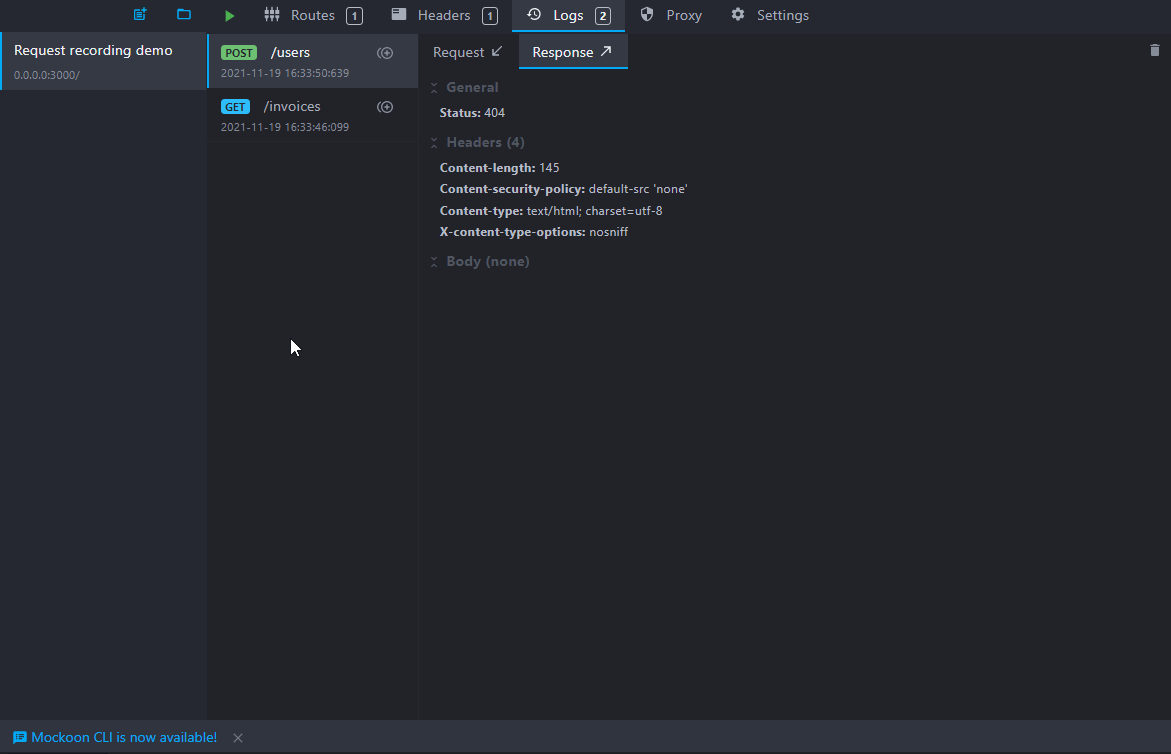 Routes 1 Headers 1 Logs 2 Proxy Settings
Request recording demo
0.0.0.0:3000/
POST /users
2021-11-19 16:33:50:639
GET /invoices
2021-11-19 16:33:46:099
Request Response
General
Status: 404
Headers (4)
Content-length: 145
Content-security-policy: default-src 'none'
Content-type: text/html; charset=utf-8
X-content-type-options: nosniff
Body (none)
Mockoon CLI is now available!